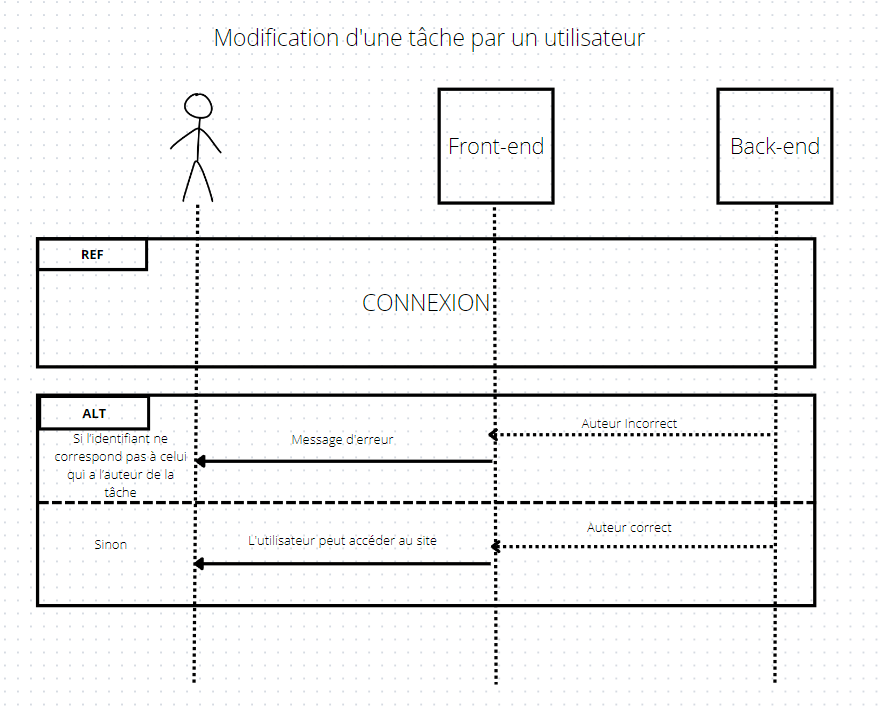 Modification d'une tâche par un utilisateur
Front-end
Back-end
REF
CONNEXION
ALT
Si l'identifiant ne
correspond pas à celui
qui a l'auteur de la
tâche
Message d'erreur
Auteur Incorrect
Sinon
L'utilisateur peut accéder au site
Auteur correct